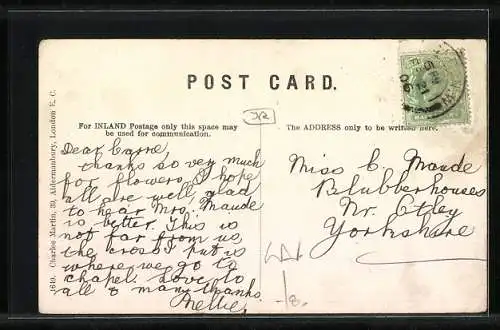 POST CARD.
For INLAND Postage only this space may
be used for communication.
The ADDRESS only to be written here.
Dear Carrie,
thanks so very much
for flowers, I hope
all are well, glad
to hear Mrs. Maude
is better. This is
not far from us
the cross put is
where we go to
chapel. Love to
all & many thanks
Nellie.
Miss C Maude
Blubberhouses
Nr. Otley
Yorkshire
1649. Charles Martin, 39, Aldermanbury, London E. C.